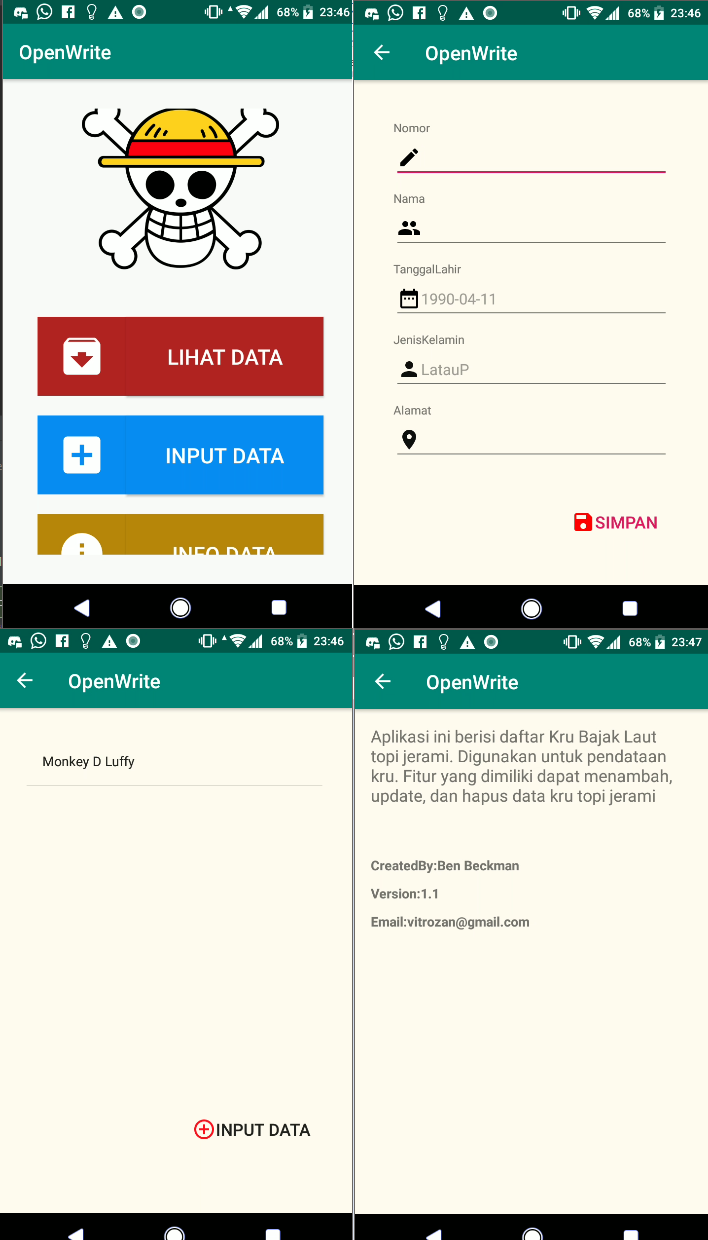 68% 23:46
OpenWrite
LIHAT DATA
INPUT DATA
INFO DATA
68% 23:46
OpenWrite
Nomor
Nama
TanggalLahir
1990-04-11
JenisKelamin
LatauP
Alamat
SIMPAN
68% 23:46
OpenWrite
Monkey D Luffy
INPUT DATA
68% 23:47
OpenWrite
Aplikasi ini berisi daftar Kru Bajak Laut
topi jerami. Digunakan untuk pendataan
kru. Fitur yang dimiliki dapat menambah,
update, dan hapus data kru topi jerami
CreatedBy:Ben Beckman
Version:1.1
Email:vitrozan@gmail.com